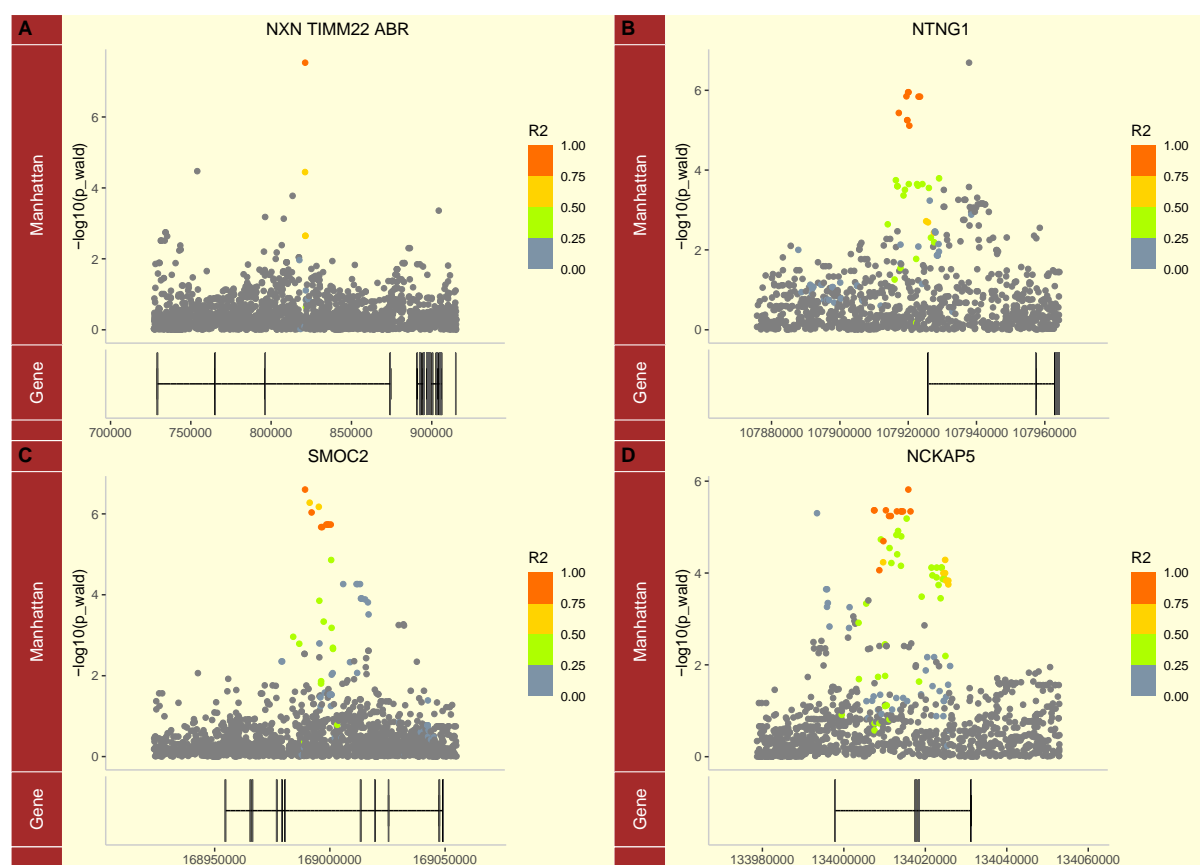 A
NXN TIMM22 ABR
Manhattan
−log10(p_wald)
6
4
2
0
R2
1.00
0.75
0.50
0.25
0.00
Gene
700000 750000 800000 850000 900000
B
NTNG1
Manhattan
−log10(p_wald)
6
4
2
0
R2
1.00
0.75
0.50
0.25
0.00
Gene
107880000 107900000 107920000 107940000 107960000
C
SMOC2
Manhattan
−log10(p_wald)
6
4
2
0
R2
1.00
0.75
0.50
0.25
0.00
Gene
168950000 169000000 169050000
D
NCKAP5
Manhattan
−log10(p_wald)
6
4
2
0
R2
1.00
0.75
0.50
0.25
0.00
Gene
133980000 134000000 134020000 134040000 134060000